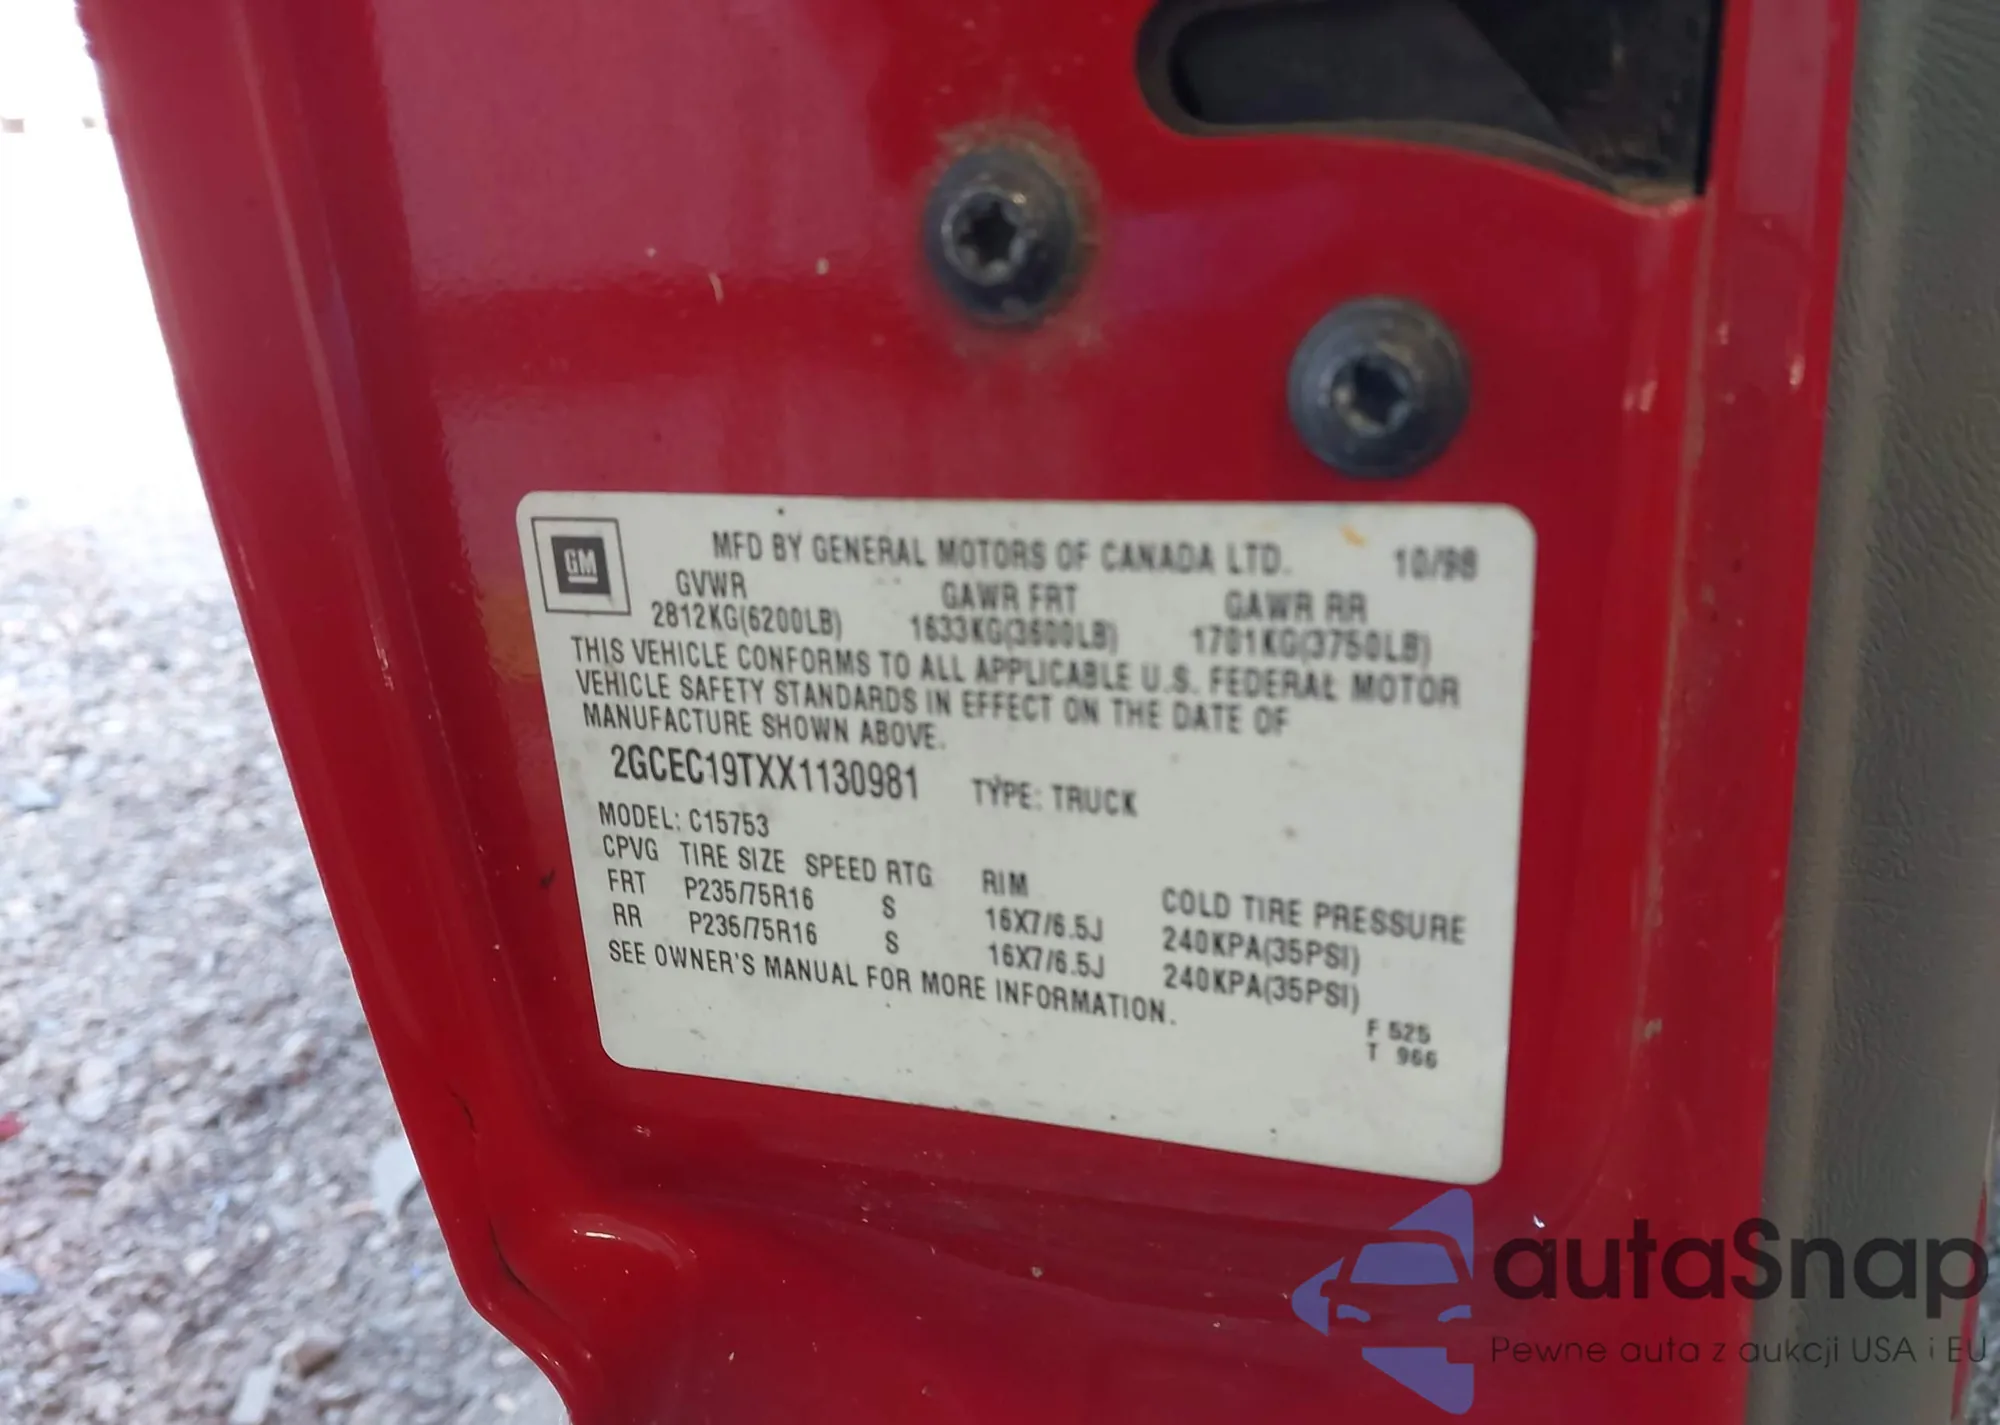 GM
MFD BY GENERAL MOTORS OF CANADA LTD. 10/98
GVWR GAWR FRT GAWR RR
2812KG(6200LB) 1633KG(3600LB) 1701KG(3750LB)
THIS VEHICLE CONFORMS TO ALL APPLICABLE U.S. FEDERAL MOTOR
VEHICLE SAFETY STANDARDS IN EFFECT ON THE DATE OF
MANUFACTURE SHOWN ABOVE.
2GCEC19TXX1130981 TYPE: TRUCK
MODEL: C15753
CPVG TIRE SIZE SPEED RTG RIM COLD TIRE PRESSURE
FRT P235/75R16 S 16X7/6.5J 240KPA(35PSI)
RR P235/75R16 S 16X7/6.5J 240KPA(35PSI)
SEE OWNER'S MANUAL FOR MORE INFORMATION.
F 525
T 966
autaSnap
Pewne auta z aukcji USA i EU